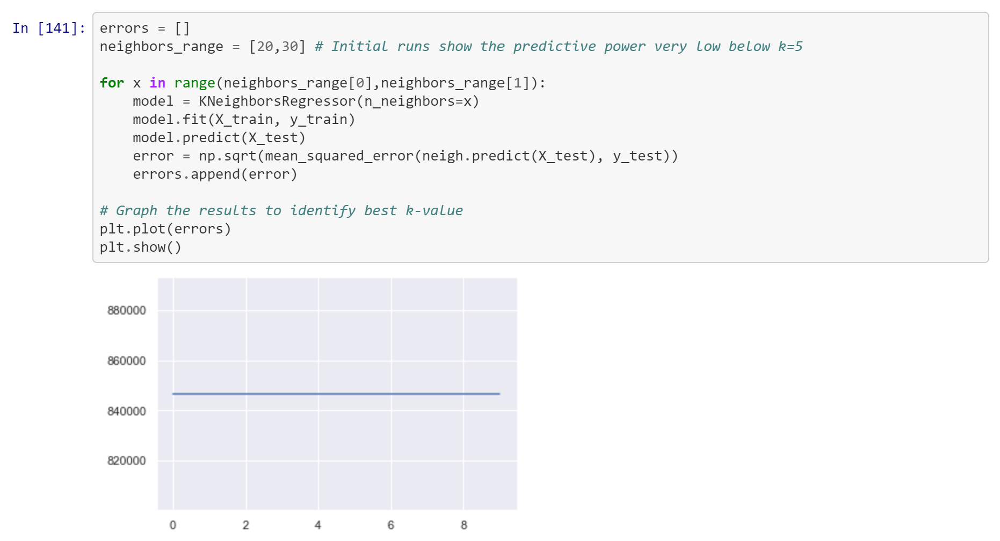 In [141]:
errors = []
neighbors_range = [20,30] # Initial runs show the predictive power very low below k=5
for x in range(neighbors_range[0],neighbors_range[1]):
    model = KNeighborsRegressor(n_neighbors=x)
    model.fit(X_train, y_train)
    model.predict(X_test)
    error = np.sqrt(mean_squared_error(neigh.predict(X_test), y_test))
    errors.append(error)
# Graph the results to identify best k-value
plt.plot(errors)
plt.show()
880000
860000
840000
820000
0 2 4 6 8